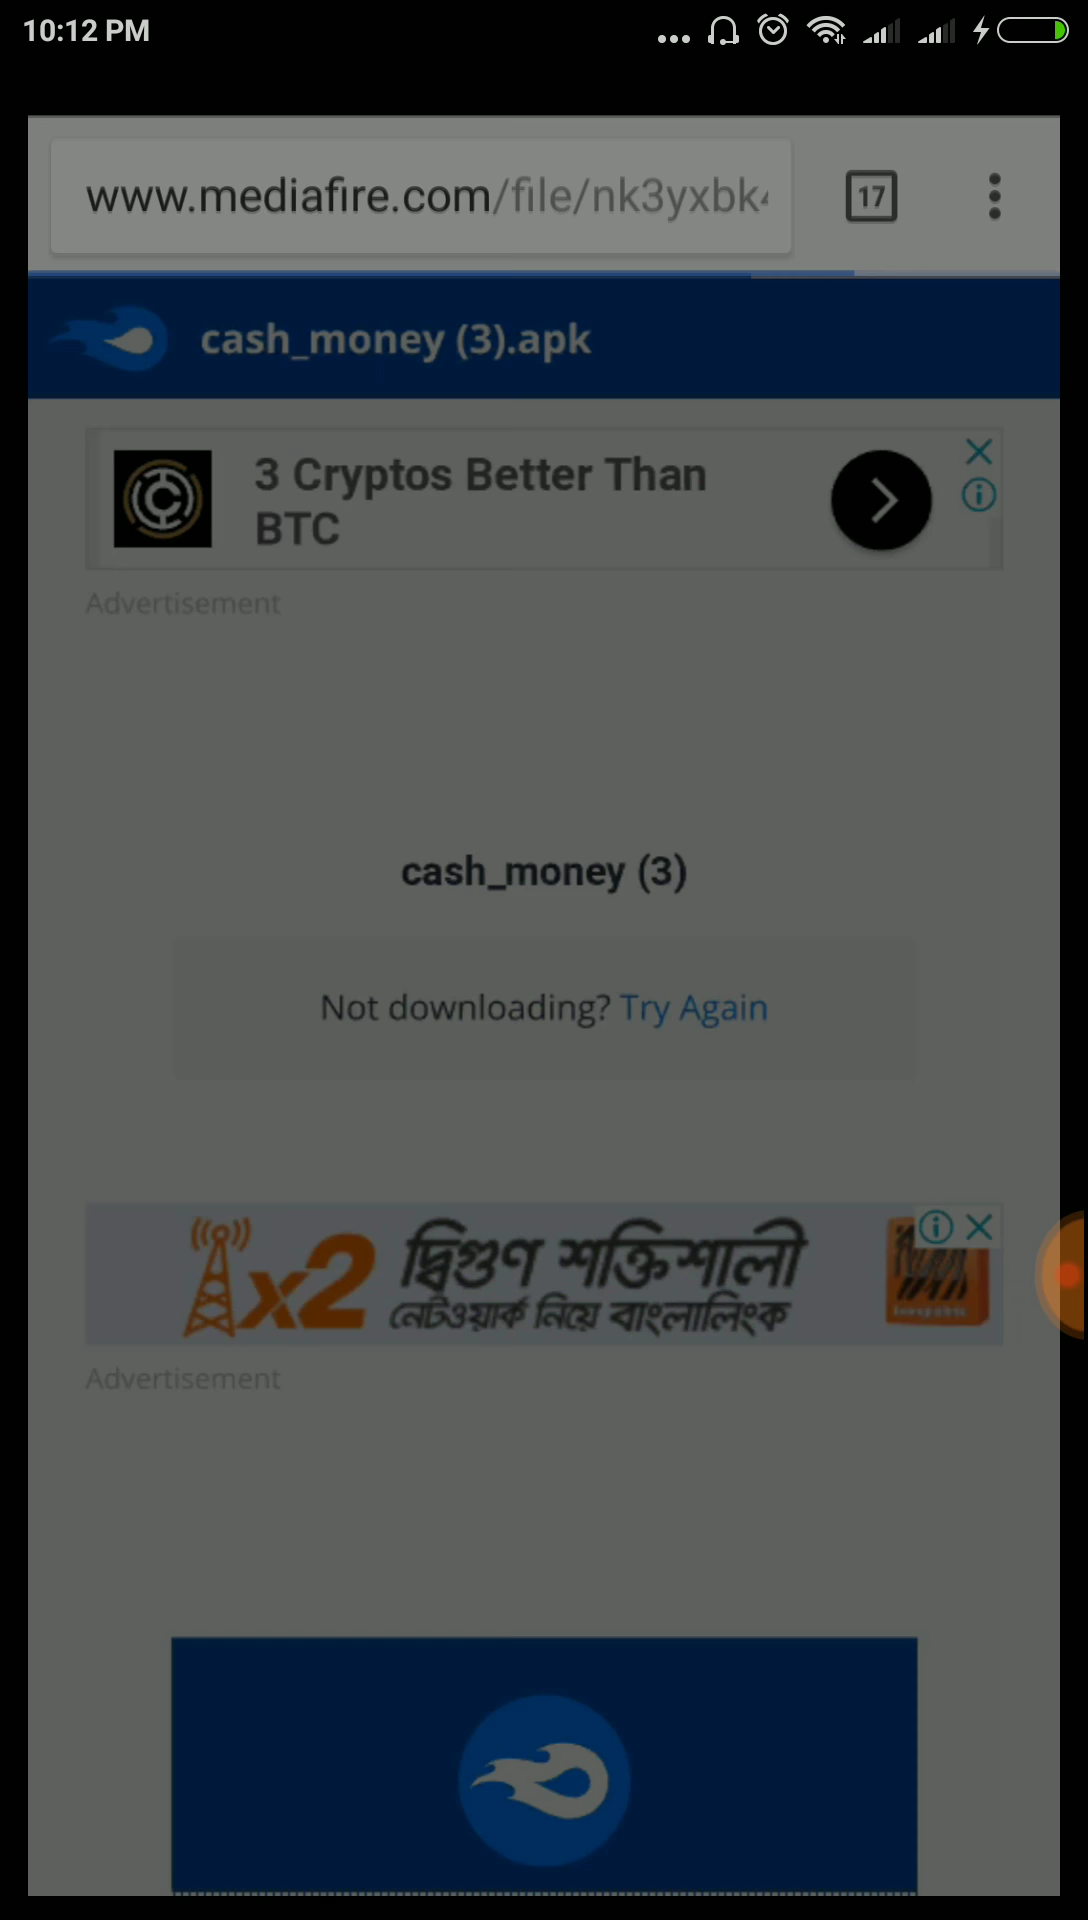 10:12 PM
www.mediafire.com/file/nk3yxbk
17
cash_money (3).apk
3 Cryptos Better Than
BTC
Advertisement
cash_money (3)
Not downloading? Try Again
x2
দ্বিগুণ শক্তিশালী
নেটওয়ার্ক নিয়ে বাংলালিংক
Advertisement